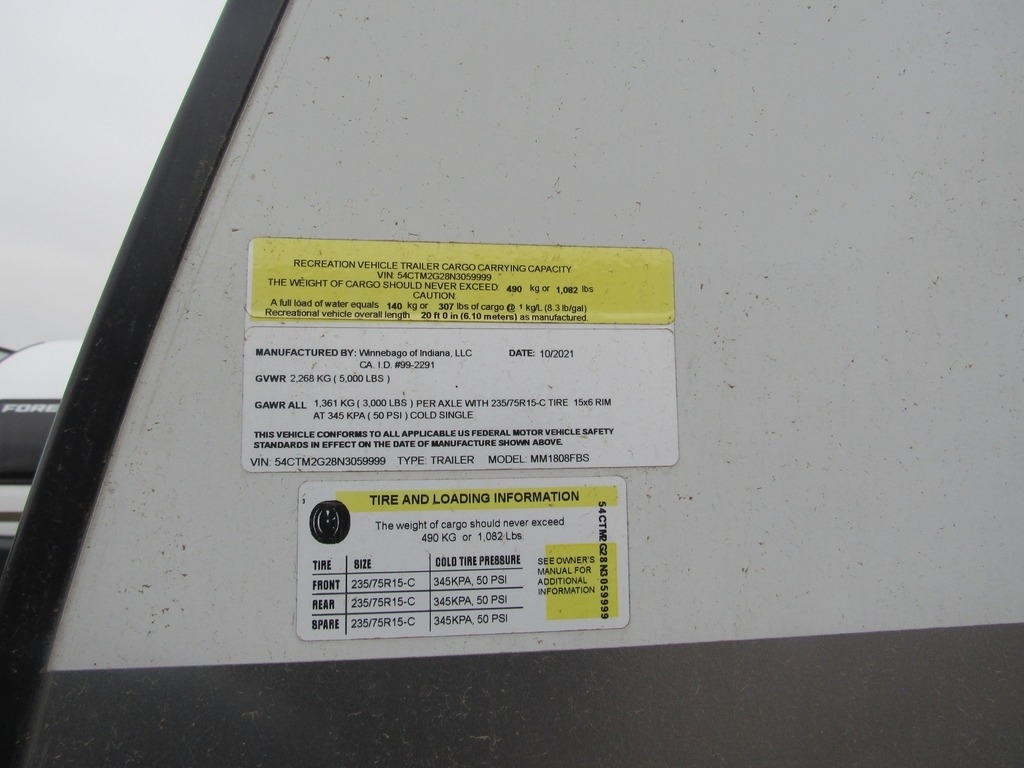 RECREATION VEHICLE TRAILER CARGO CARRYING CAPACITY
VIN: 54CTM2G28N3059999
THE WEIGHT OF CARGO SHOULD NEVER EXCEED: 490 kg or 1,082 lbs
CAUTION:
A full load of water equals 140 kg or 307 lbs of cargo @ 1 kg/L (8.3 lb/gal)
Recreational vehicle overall length 20 ft 0 in (6.10 meters) as manufactured.
MANUFACTURED BY: Winnebago of Indiana, LLC DATE: 10/2021
CA. I.D. #99-2291
GVWR 2,268 KG ( 5,000 LBS )
GAWR ALL 1,361 KG ( 3,000 LBS ) PER AXLE WITH 235/75R15-C TIRE 15x6 RIM
AT 345 KPA ( 50 PSI ) COLD SINGLE
THIS VEHICLE CONFORMS TO ALL APPLICABLE US FEDERAL MOTOR VEHICLE SAFETY
STANDARDS IN EFFECT ON THE DATE OF MANUFACTURE SHOWN ABOVE.
VIN: 54CTM2G28N3059999 TYPE: TRAILER MODEL: MM1808FBS
FORE
3
TIRE AND LOADING INFORMATION
The weight of cargo should never exceed
490 KG or 1,082 Lbs
TIRE SIZE COLD TIRE PRESSURE
FRONT 235/75R15-C 345KPA, 50 PSI
REAR 235/75R15-C 345KPA, 50 PSI
SPARE 235/75R15-C 345KPA, 50 PSI
SEE OWNER'S
MANUAL FOR
ADDITIONAL
INFORMATION
54CTM2G28N3059999